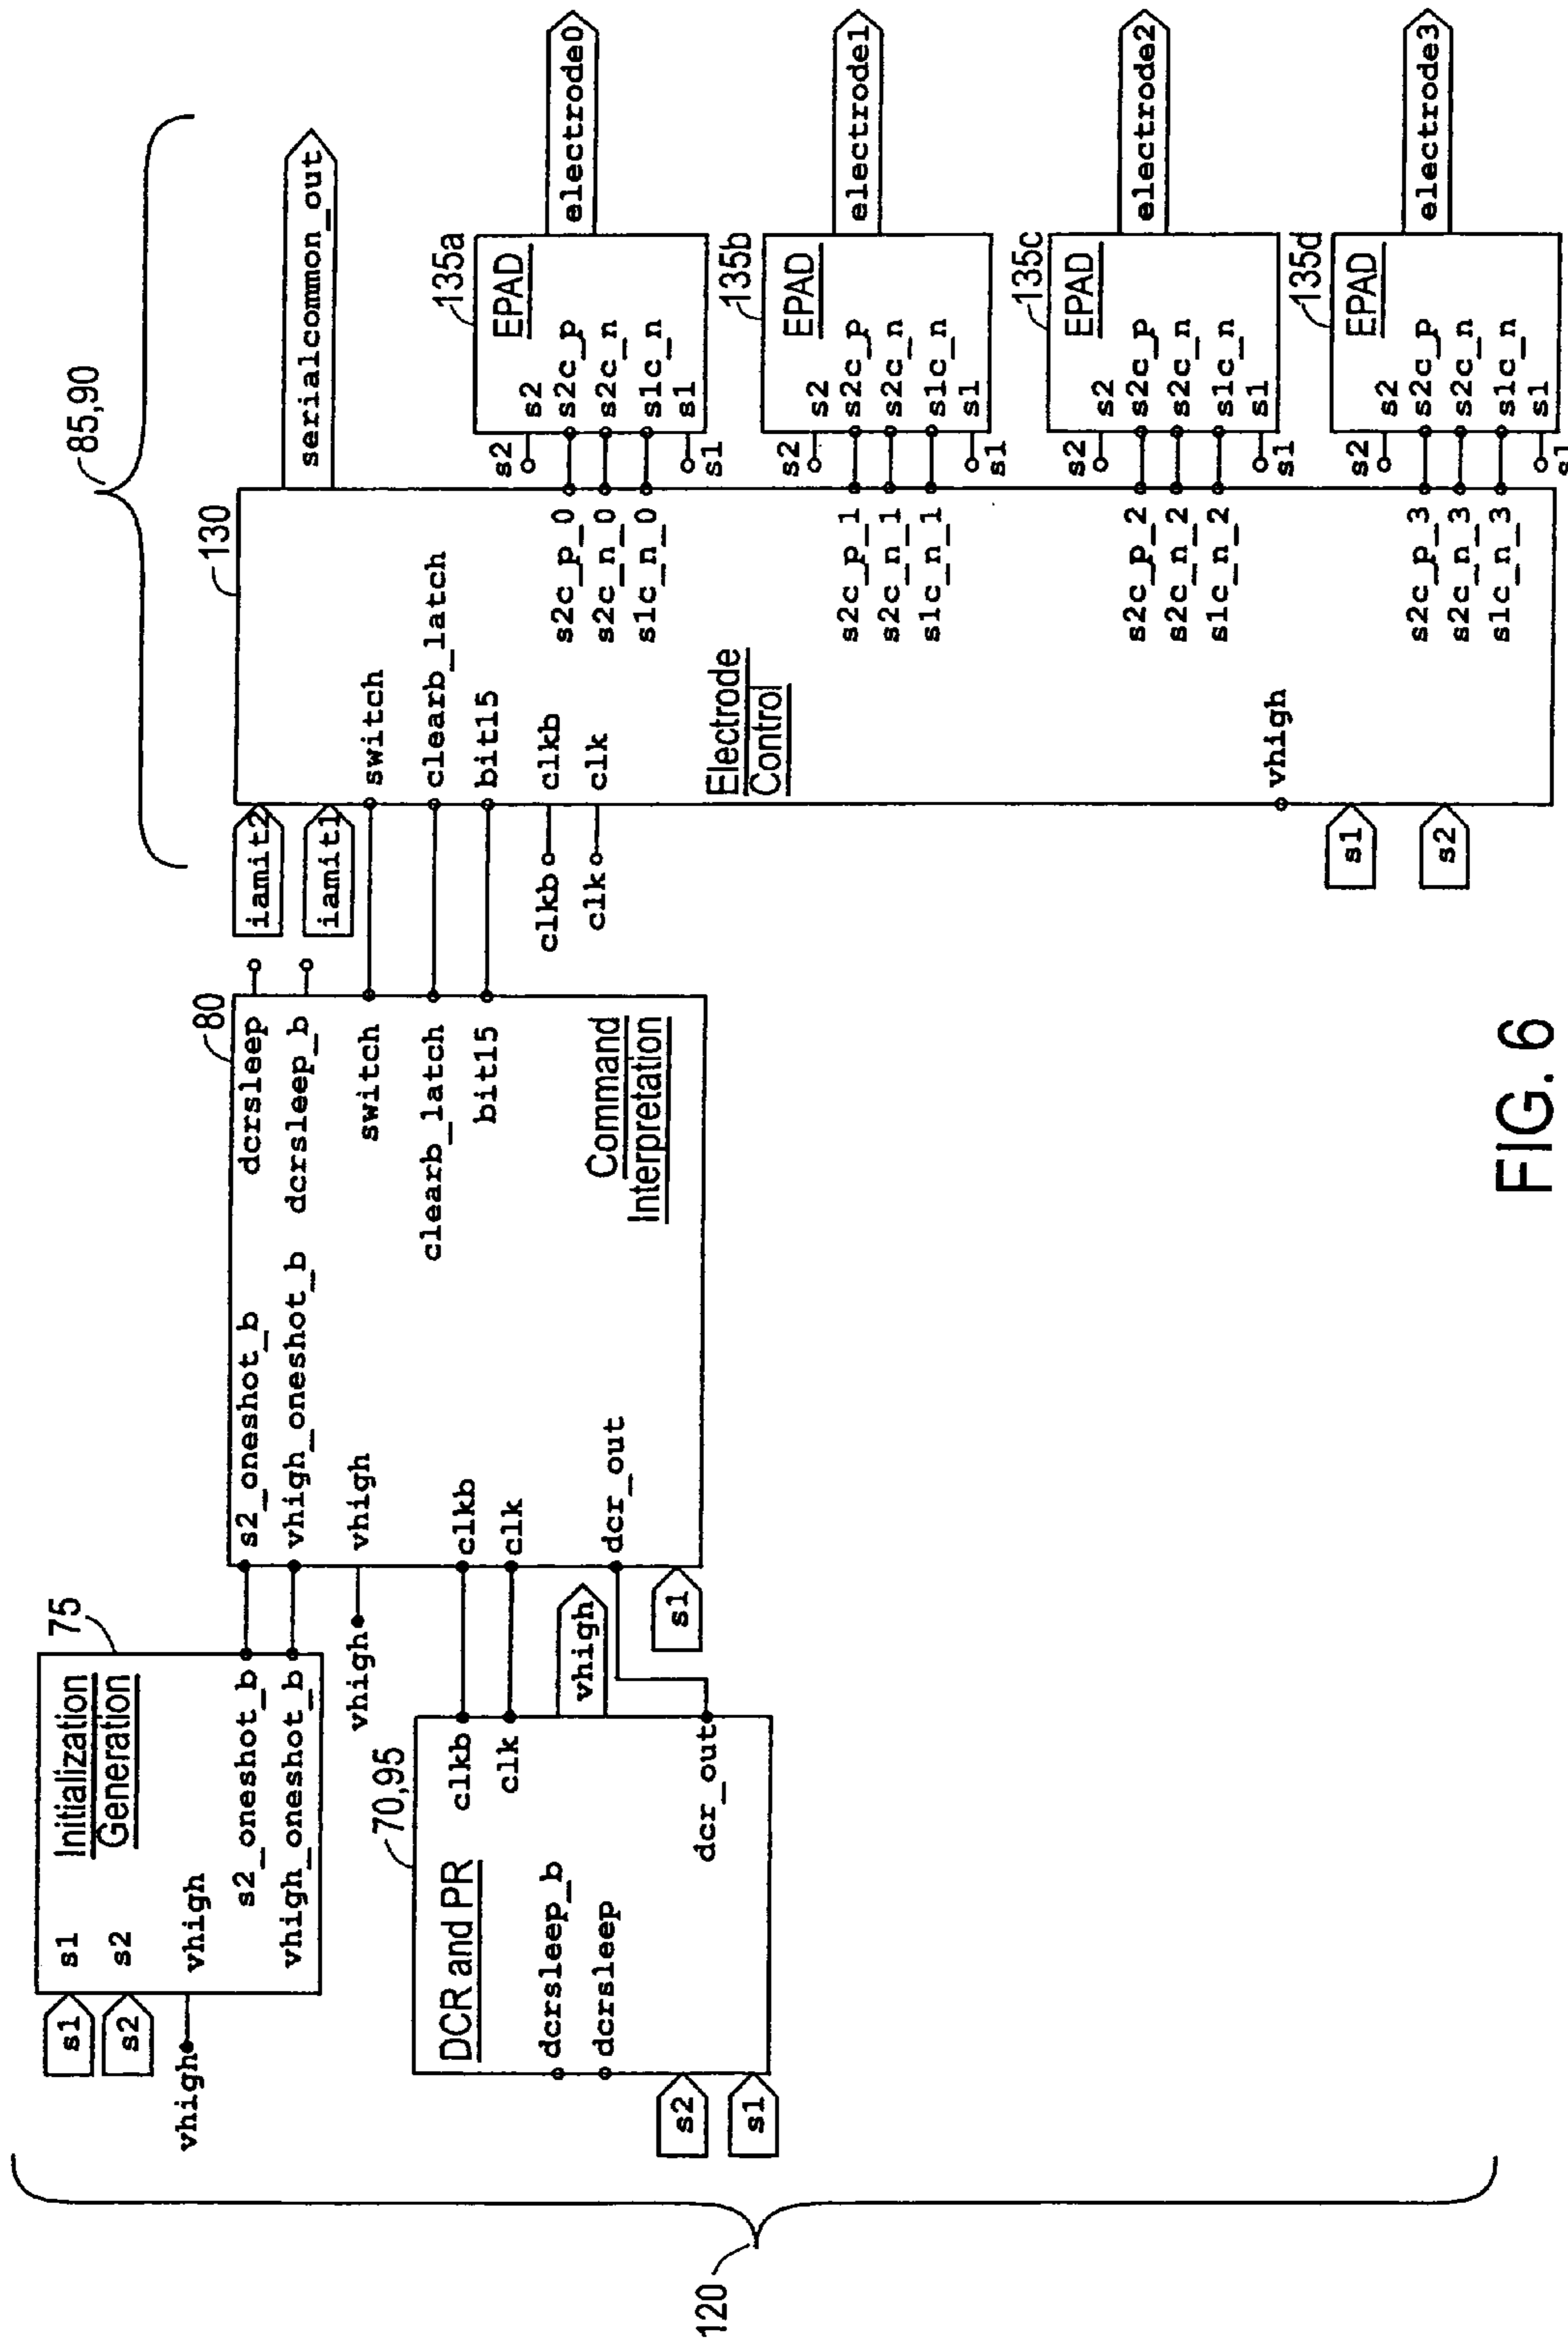 120
s1
s2
vhigh
s1
s2
Initialization
Generation
vhigh
s2_oneshot_b
vhigh_oneshot_b
75
DCR and PR
70,95
dcrsleep_b
dcrsleep
s2
s1
clkb
clk
vhigh
dcr_out
80
s2_oneshot_b
vhigh_oneshot_b
vhigh
vhigh
clkb
clk
dcr_out
s1
dcrsleep
dcrsleep_b
switch
clearb_latch
bit15
Command
Interpretation
85,90
130
iamit2
iamit1
switch
clearb_latch
bit15
clkb
clkb
clk
clk
Electrode
Control
vhigh
s1
s2
serialcommon_out
s2c_p_0
s2c_n_0
s1c_n_0
s2c_p_1
s2c_n_1
s1c_n_1
s2c_p_2
s2c_n_2
s1c_n_2
s2c_p_3
s2c_n_3
s1c_n_3
135a
EPAD
s2
s2
s2c_p
s2c_n
s1c_n
s1
s1
electrode0
135b
EPAD
s2
s2
s2c_p
s2c_n
s1c_n
s1
s1
electrode1
135c
EPAD
s2
s2
s2c_p
s2c_n
s1c_n
s1
s1
electrode2
135d
EPAD
s2
s2
s2c_p
s2c_n
s1c_n
s1
s1
electrode3
FIG. 6